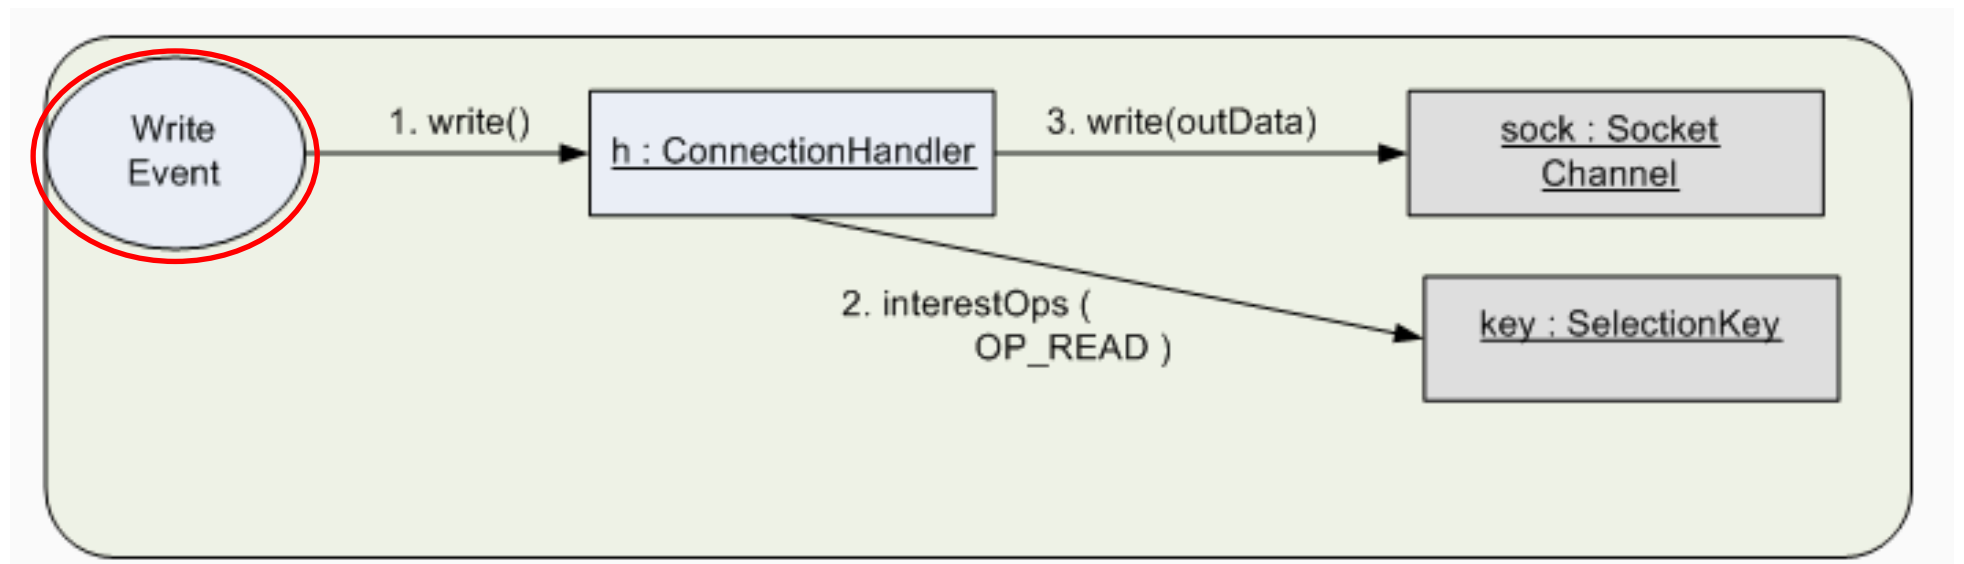 Write
Event
1. write()
h : ConnectionHandler
3. write(outData)
sock : Socket
Channel
2. interestOps (
OP_READ )
key : SelectionKey